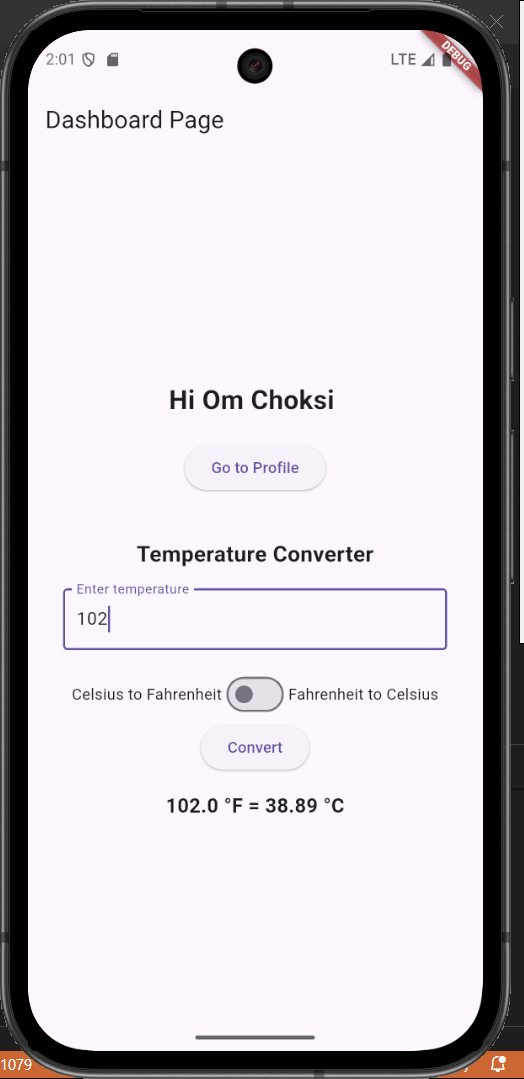 2:01 LTE
DEBUG
Dashboard Page
Hi Om Choksi
Go to Profile
Temperature Converter
Enter temperature
102
Celsius to Fahrenheit Fahrenheit to Celsius
Convert
102.0 °F = 38.89 °C
1079